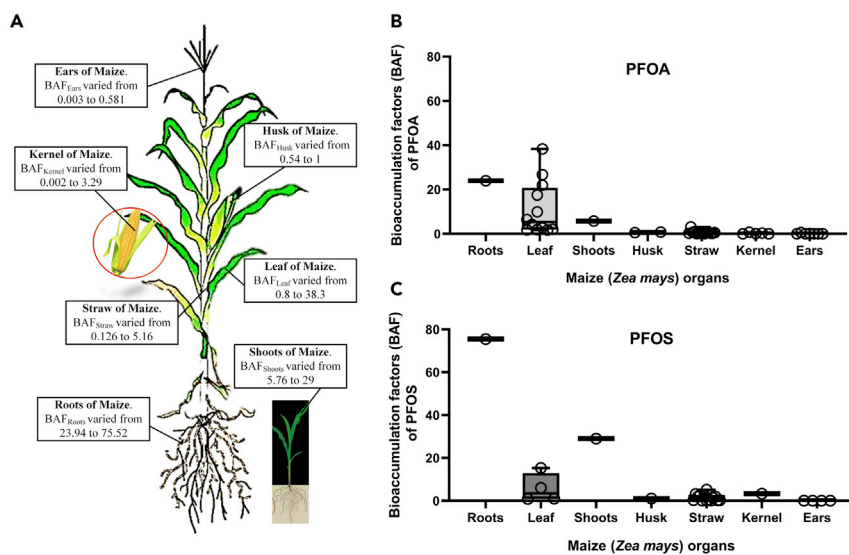 A
Ears of Maize.
BAFEars varied from
0.003 to 0.581
Kernel of Maize.
BAFKernel varied from
0.002 to 3.29
Husk of Maize.
BAFHusk varied from
0.54 to 1
Leaf of Maize.
BAFLeaf varied from
0.8 to 38.3
Straw of Maize.
BAFStraw varied from
0.126 to 5.16
Shoots of Maize.
BAFShoots varied from
5.76 to 29
Roots of Maize.
BAFRoots varied from
23.94 to 75.52
B
PFOA
Bioaccumulation factors (BAF)
of PFOA
80
60
40
20
0
Roots Leaf Shoots Husk Straw Kernel Ears
Maize (Zea mays) organs
C
PFOS
Bioaccumulation factors (BAF)
of PFOS
80
60
40
20
0
Roots Leaf Shoots Husk Straw Kernel Ears
Maize (Zea mays) organs